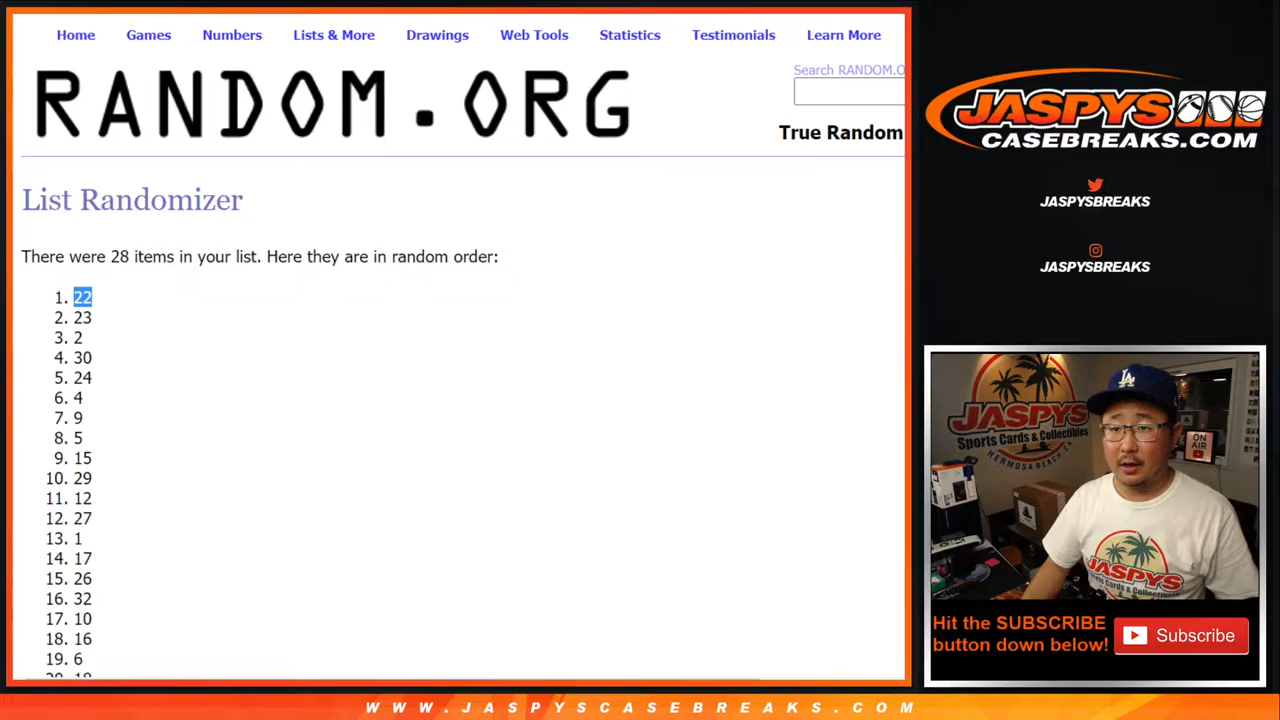 Home Games Numbers Lists & More Drawings Web Tools Statistics Testimonials Learn More
RANDOM.ORG
Search RANDOM.O
True Random
List Randomizer
There were 28 items in your list. Here they are in random order:
1. 22
2. 23
3. 2
4. 30
5. 24
6. 4
7. 9
8. 5
9. 15
10. 29
11. 12
12. 27
13. 1
14. 17
15. 26
16. 32
17. 10
18. 16
19. 6
JASPYS
CASEBREAKS.COM
JASPYSBREAKS
JASPYSBREAKS
JASPYS
Sports Cards & Collectibles
HERMOSA BEACH, CA
LA
ON
AIR
JASPYS
Hit the SUBSCRIBE
button down below!
Subscribe
WWW.JASPYSCASEBREAKS.COM